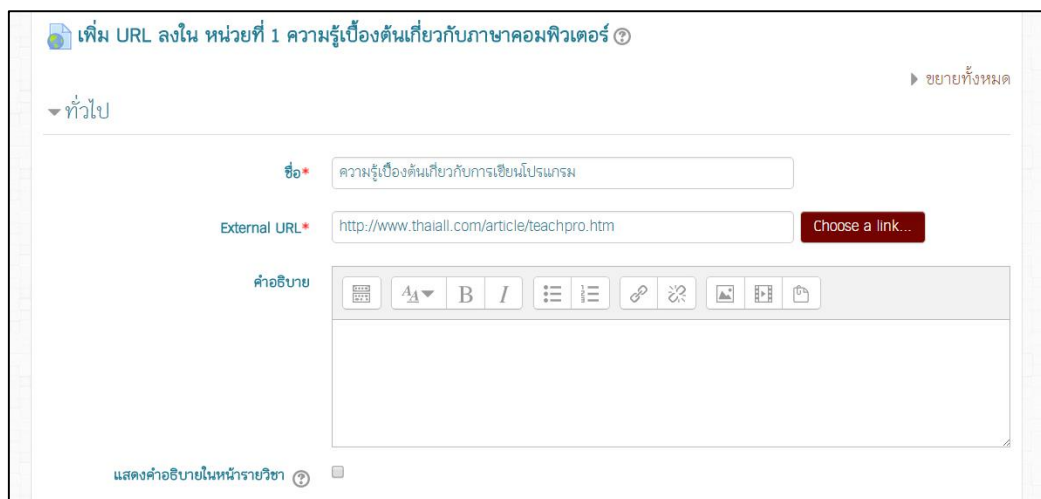 เพิ่ม URL ลงใน หน่วยที่ 1 ความรู้เบื้องต้นเกี่ยวกับภาษาคอมพิวเตอร์
ขยายทั้งหมด
ทั่วไป
ชื่อ* ความรู้เบื้องต้นเกี่ยวกับการเขียนโปรแกรม
External URL* http://www.thaiall.com/article/teachpro.htm Choose a link...
คำอธิบาย
แสดงคำอธิบายในหน้ารายวิชา